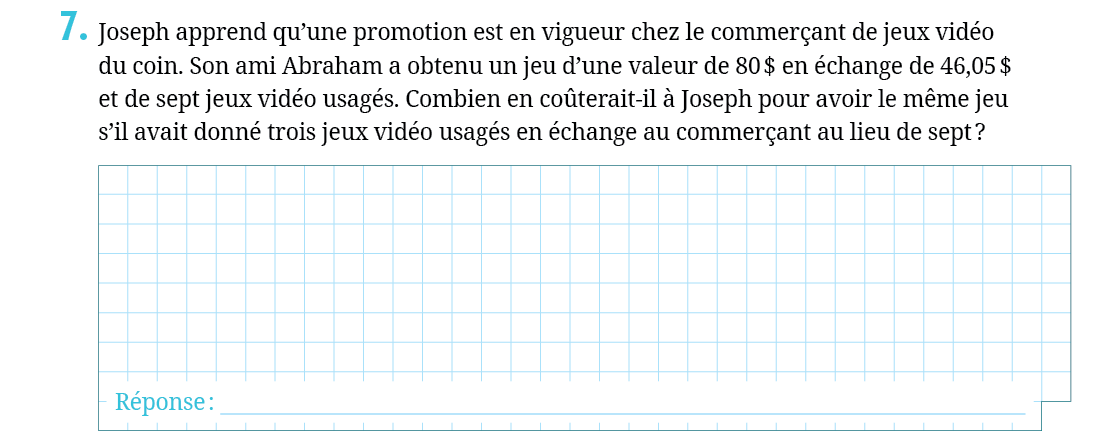 7. Joseph apprend qu’une promotion est en vigueur chez le commerçant de jeux vidéo
du coin. Son ami Abraham a obtenu un jeu d’une valeur de 80 $ en échange de 46,05 $
et de sept jeux vidéo usagés. Combien en coûterait-il à Joseph pour avoir le même jeu
s’il avait donné trois jeux vidéo usagés en échange au commerçant au lieu de sept ?
Réponse :